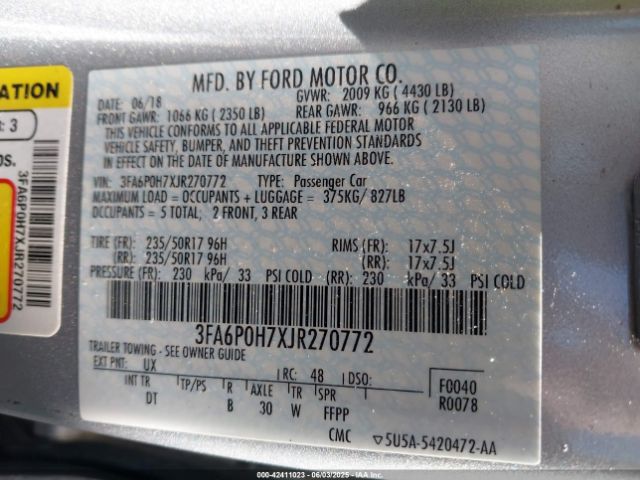 ATION
S: 3
DS.
3FA6P0H7XJR270772
MFD. BY FORD MOTOR CO.
DATE: 06/18 GVWR: 2009 KG ( 4430 LB)
FRONT GAWR: 1066 KG ( 2350 LB) REAR GAWR: 966 KG ( 2130 LB)
THIS VEHICLE CONFORMS TO ALL APPLICABLE FEDERAL MOTOR
VEHICLE SAFETY, BUMPER, AND THEFT PREVENTION STANDARDS
IN EFFECT ON THE DATE OF MANUFACTURE SHOWN ABOVE.
VIN: 3FA6P0H7XJR270772 TYPE: Passenger Car
MAXIMUM LOAD = OCCUPANTS + LUGGAGE = 375KG/ 827LB
OCCUPANTS = 5 TOTAL; 2 FRONT, 3 REAR
TIRE (FR): 235/50R17 96H RIMS (FR): 17x7.5J
(RR): 235/50R17 96H (RR): 17x7.5J
PRESSURE (FR): 230 kPa/ 33 PSI COLD (RR): 230 kPa/ 33 PSI COLD
3FA6P0H7XJR270772
TRAILER TOWING - SEE OWNER GUIDE
EXT PNT: UX RC: 48 DSO: F0040
INT TR TP/PS R AXLE TR SPR R0078
DT B 30 W FFPP
CMC 5U5A-5420472-AA
000-42411023 - 06/03/2025 - IAAI.COM